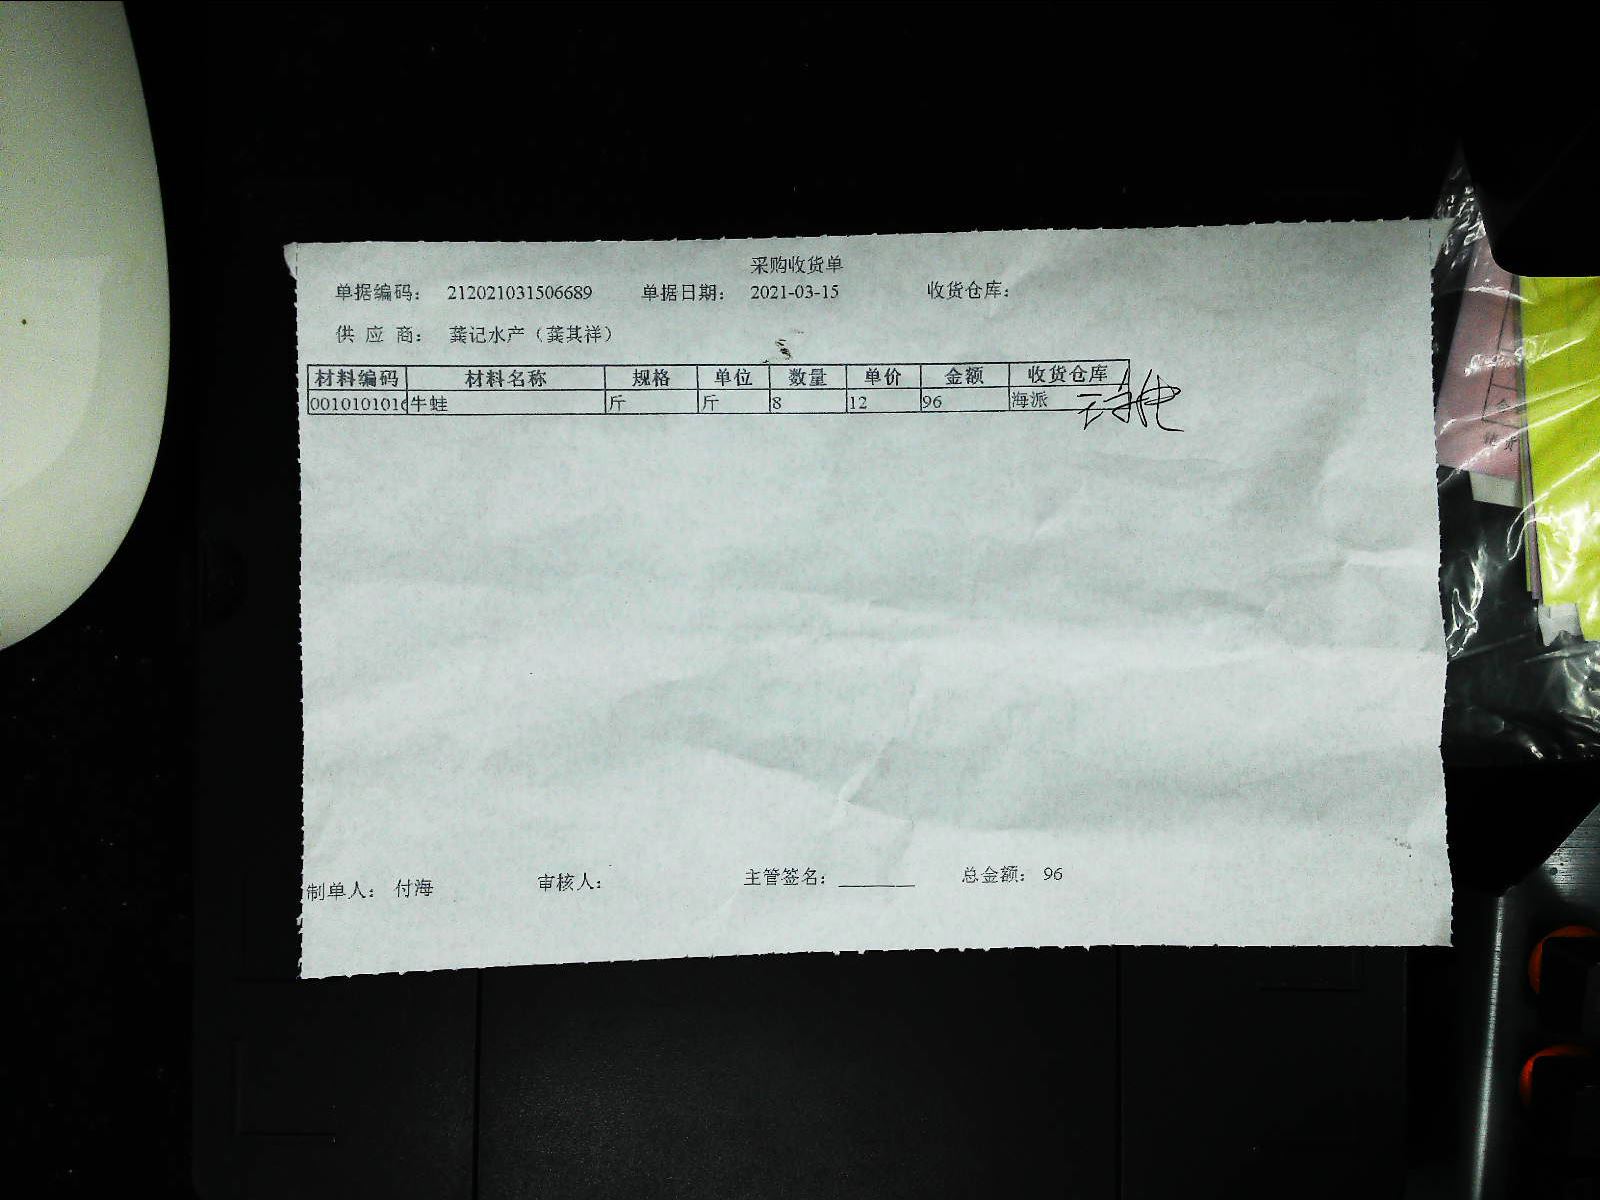 采购收货单
单据编码： 212021031506689 单据日期： 2021-03-15 收货仓库：
供 应 商： 龚记水产（龚其祥）
材料编码 材料名称 规格 单位 数量 单价 金额 收货仓库
0010101016 牛蛙 斤 斤 8 12 96 海派
制单人： 付海 审核人： 主管签名： 总金额： 96